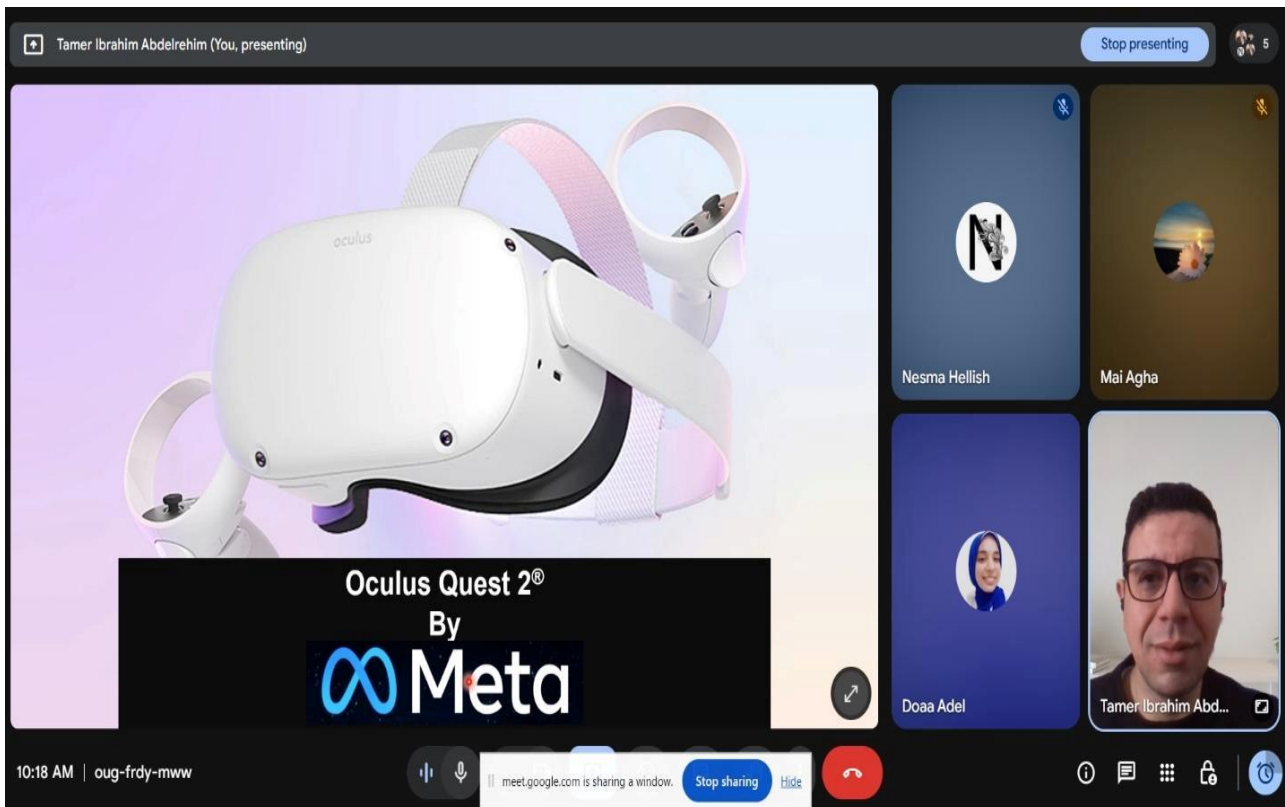 Tamer Ibrahim Abdelrehim (You, presenting)
Stop presenting
5
oculus
Oculus Quest 2®
By
Meta
N
Nesma Hellish
Mai Agha
Doaa Adel
Tamer Ibrahim Abd...
10:18 AM | oug-frdy-mww
meet.google.com is sharing a window.
Stop sharing
Hide